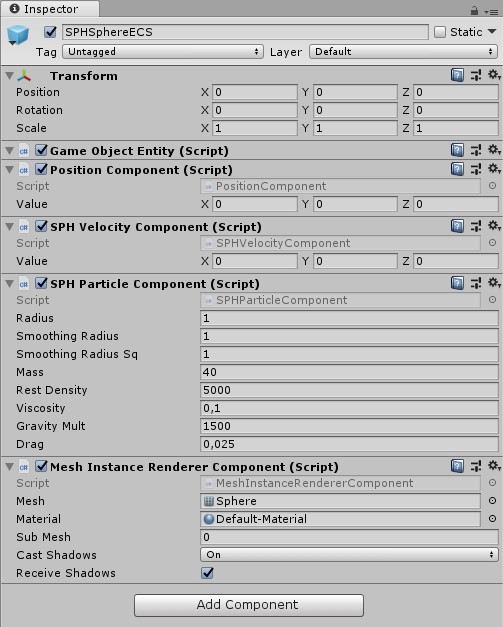 Inspector
SPHSphereECS Static
Tag Untagged Layer Default
Transform
Position X 0 Y 0 Z 0
Rotation X 0 Y 0 Z 0
Scale X 1 Y 1 Z 1
Game Object Entity (Script)
Position Component (Script)
Script PositionComponent
Value X 0 Y 0 Z 0
SPH Velocity Component (Script)
Script SPHVelocityComponent
Value X 0 Y 0 Z 0
SPH Particle Component (Script)
Script SPHParticleComponent
Radius 1
Smoothing Radius 1
Smoothing Radius Sq 1
Mass 40
Rest Density 5000
Viscosity 0,1
Gravity Mult 1500
Drag 0,025
Mesh Instance Renderer Component (Script)
Script MeshInstanceRendererComponent
Mesh Sphere
Material Default-Material
Sub Mesh 0
Cast Shadows On
Receive Shadows
Add Component